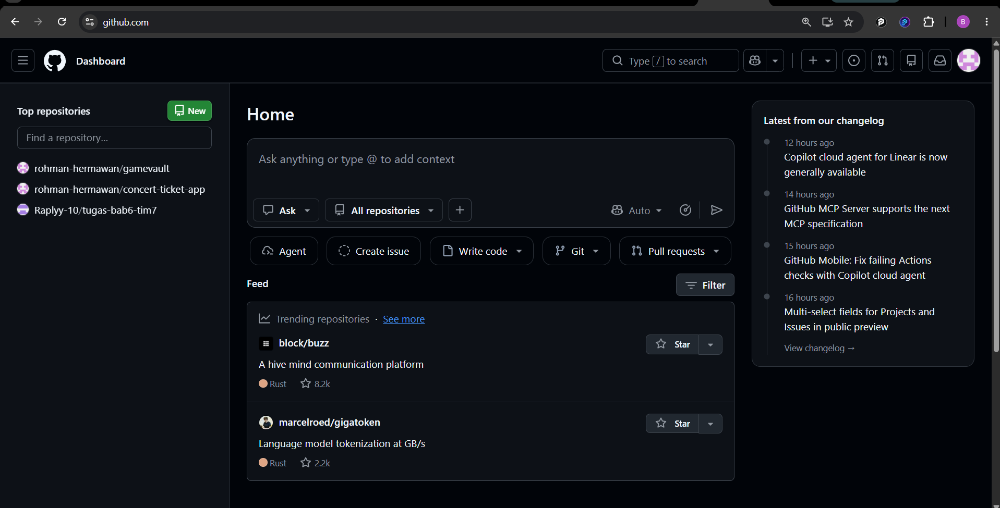 github.com
B
Dashboard
Type / to search
Top repositories
New
Find a repository...
rohman-hermawan/gamevault
rohman-hermawan/concert-ticket-app
Raplyy-10/tugas-bab6-tim7
Home
Ask anything or type @ to add context
Ask
All repositories
Auto
Agent
Create issue
Write code
Git
Pull requests
Feed
Filter
Trending repositories · See more
block/buzz
Star
A hive mind communication platform
Rust 8.2k
marcelroed/gigatoken
Star
Language model tokenization at GB/s
Rust 2.2k
Latest from our changelog
12 hours ago
Copilot cloud agent for Linear is now
generally available
14 hours ago
GitHub MCP Server supports the next
MCP specification
15 hours ago
GitHub Mobile: Fix failing Actions
checks with Copilot cloud agent
16 hours ago
Multi-select fields for Projects and
Issues in public preview
View changelog →